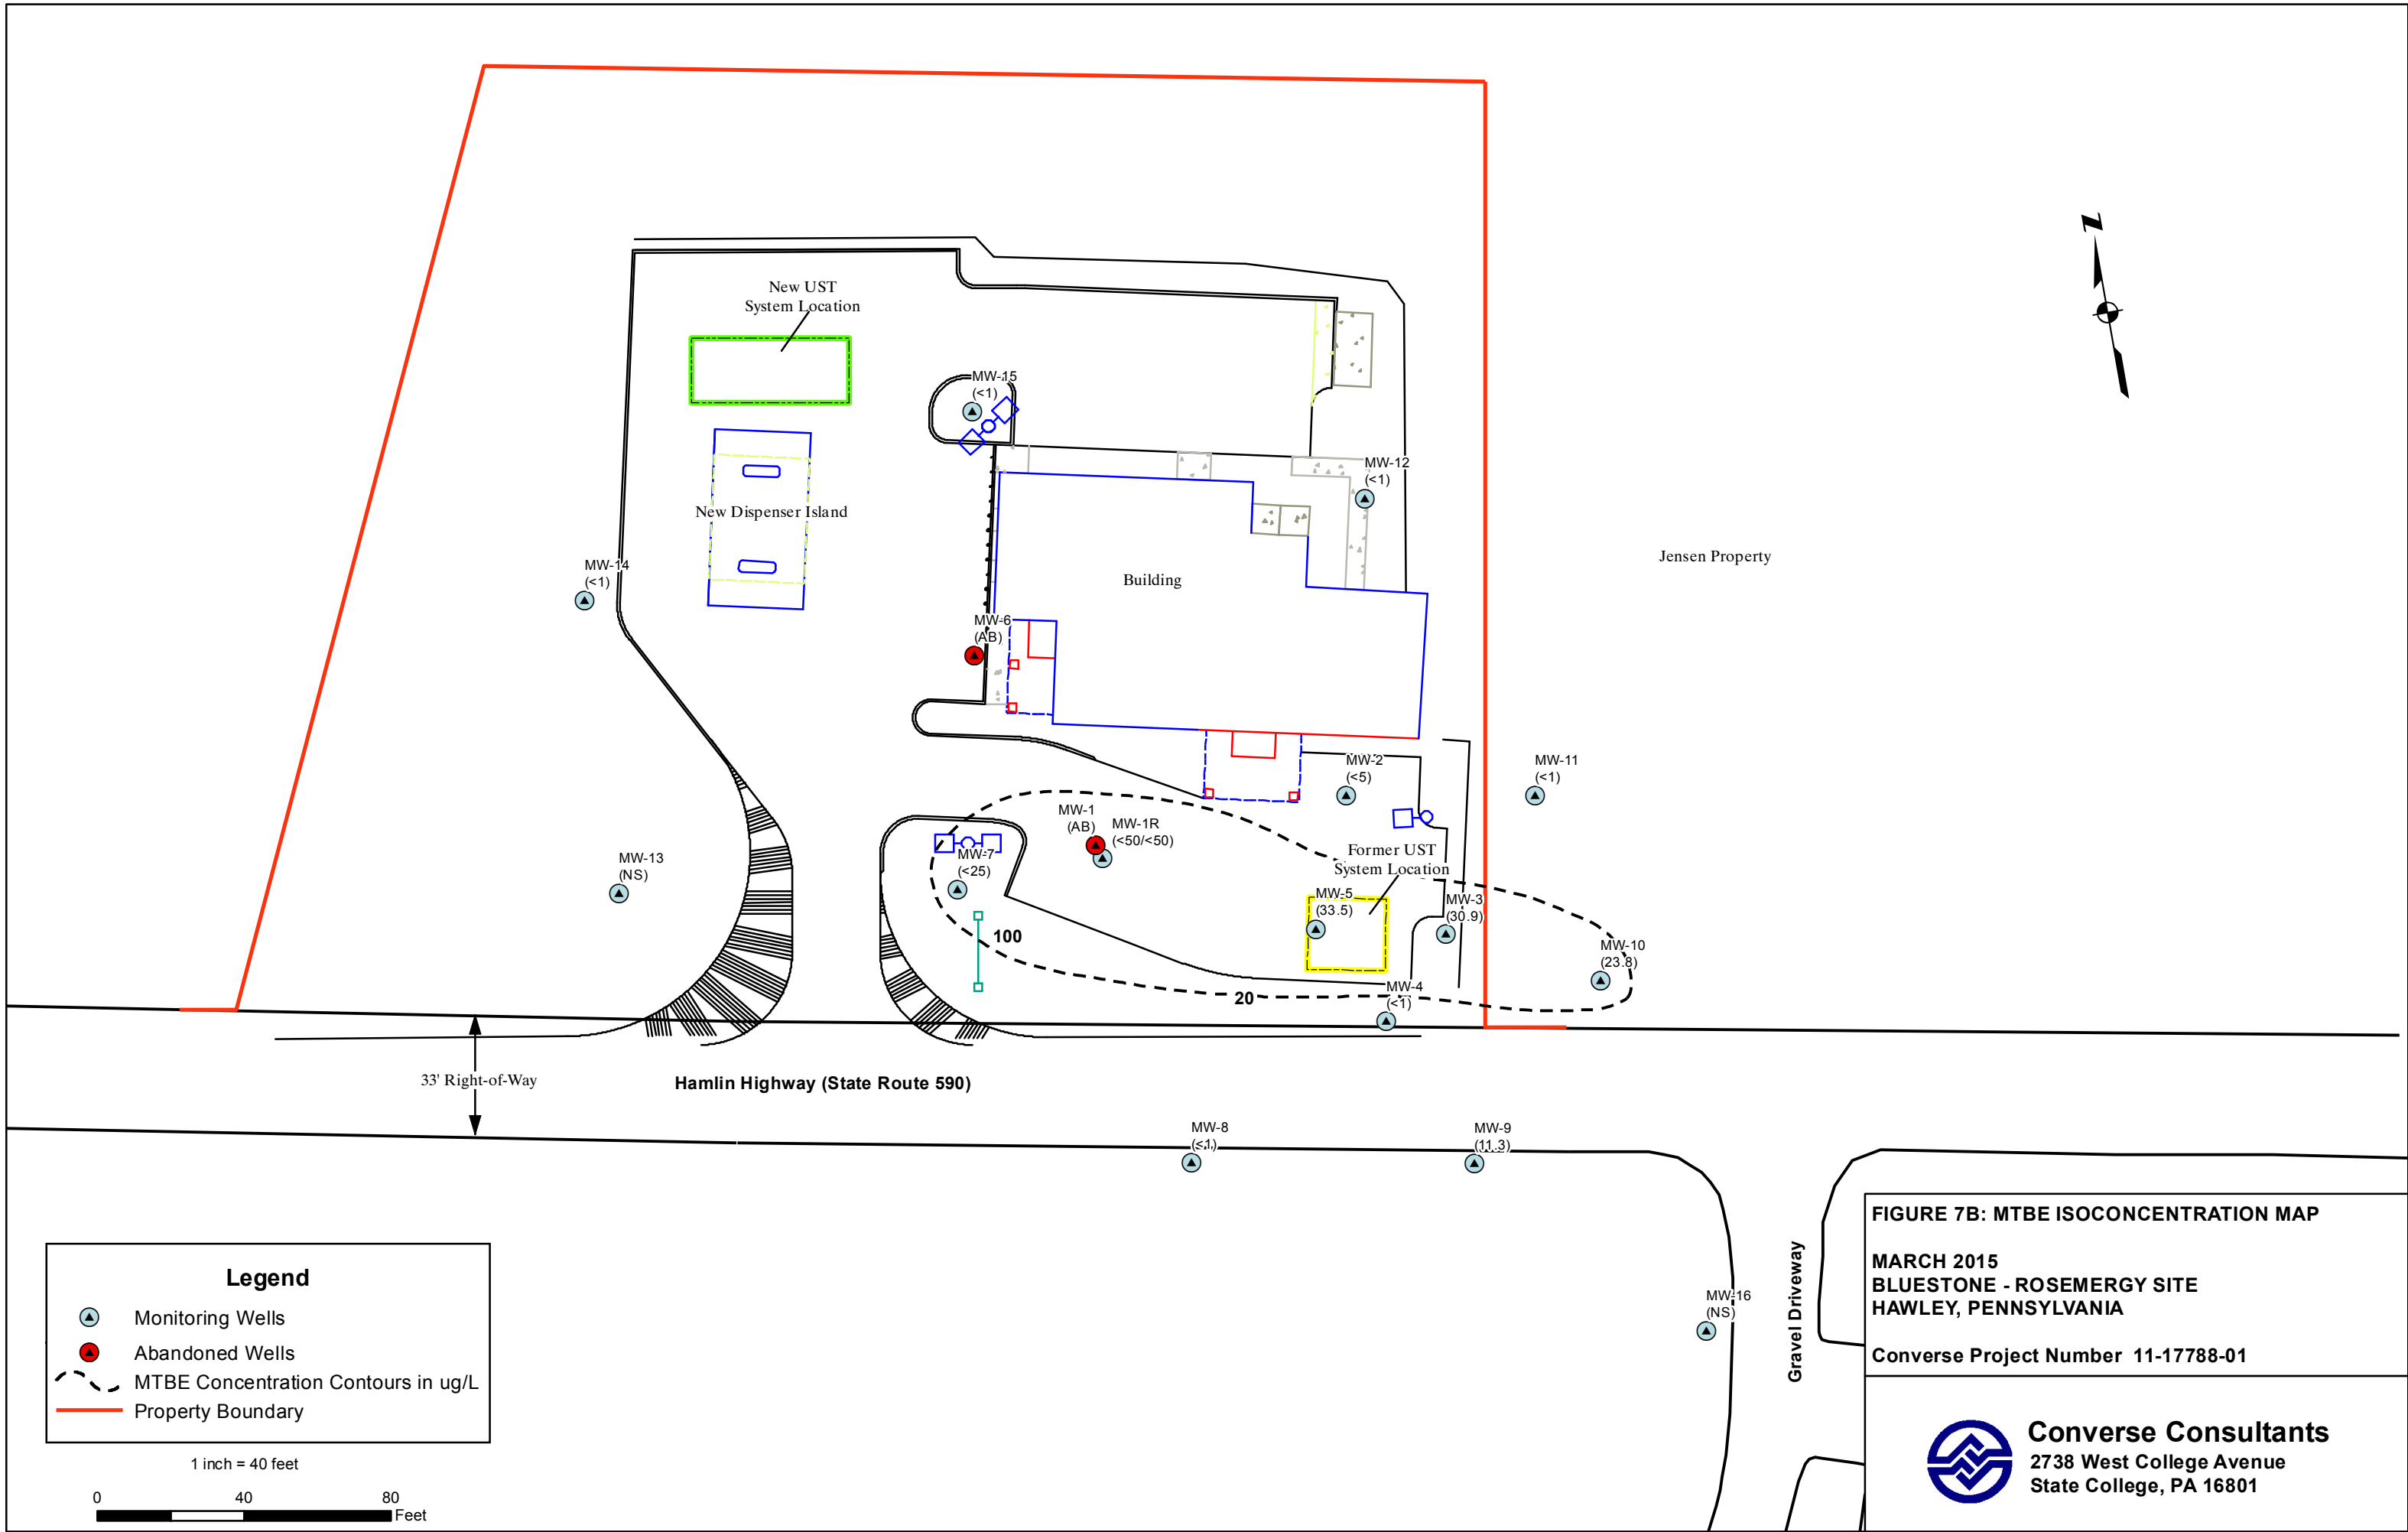 N
New UST
System Location
MW-15
(<1)
MW-12
(<1)
New Dispenser Island
Jensen Property
MW-14
(<1)
Building
MW-6
(AB)
MW-2
(<5)
MW-11
(<1)
MW-1
(AB)
MW-1R
(<50/<50)
MW-7
(<25)
Former UST
System Location
MW-13
(NS)
MW-5
(33.5)
MW-3
(30.9)
100
MW-10
(23.8)
20
MW-4
(<1)
33' Right-of-Way
Hamlin Highway (State Route 590)
MW-8
(<1)
MW-9
(11.3)
MW-16
(NS)
Gravel Driveway
Legend
Monitoring Wells
Abandoned Wells
MTBE Concentration Contours in ug/L
Property Boundary
1 inch = 40 feet
0 40 80
Feet
FIGURE 7B: MTBE ISOCONCENTRATION MAP
MARCH 2015
BLUESTONE - ROSEMERGY SITE
HAWLEY, PENNSYLVANIA
Converse Project Number 11-17788-01
Converse Consultants
2738 West College Avenue
State College, PA 16801